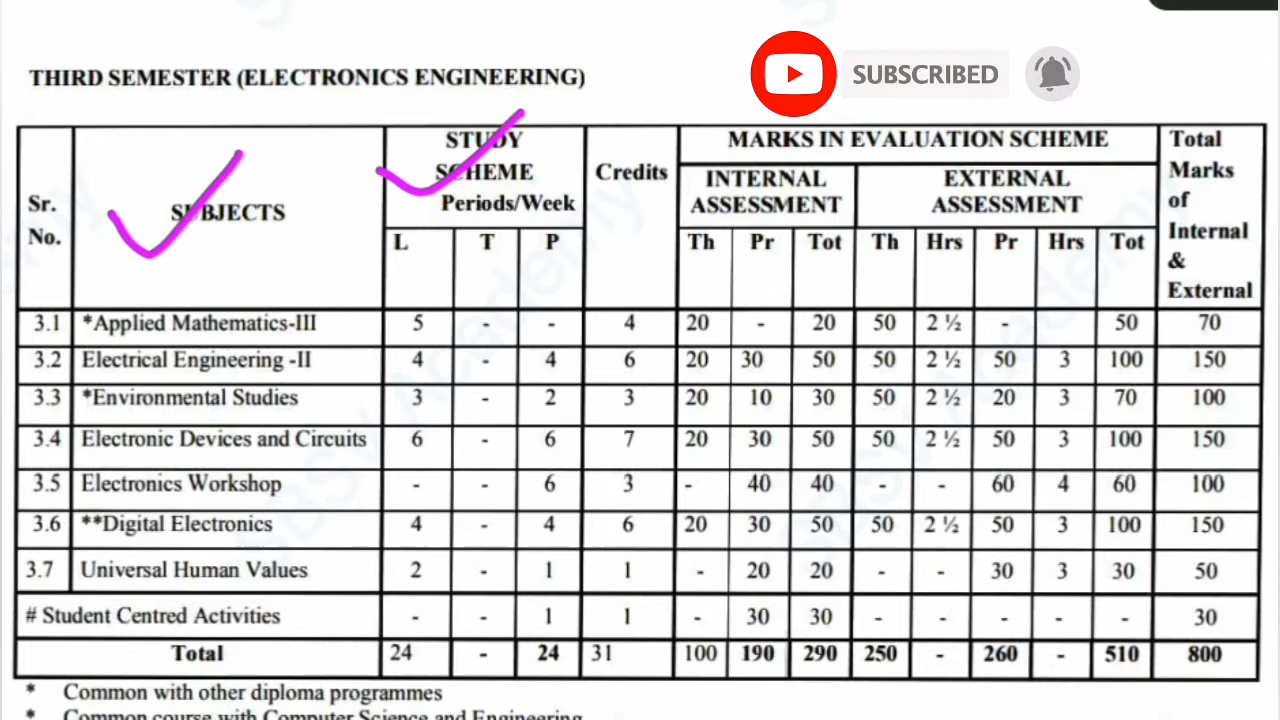 THIRD SEMESTER (ELECTRONICS ENGINEERING)
SUBSCRIBED
Sr. No. SUBJECTS STUDY SCHEME Periods/Week Credits MARKS IN EVALUATION SCHEME Total Marks of Internal & External
INTERNAL ASSESSMENT EXTERNAL ASSESSMENT
L T P Th Pr Tot Th Hrs Pr Hrs Tot
3.1 *Applied Mathematics-III 5 - - 4 20 - 20 50 2 ½ - 50 70
3.2 Electrical Engineering -II 4 - 4 6 20 30 50 50 2 ½ 50 3 100 150
3.3 *Environmental Studies 3 - 2 3 20 10 30 50 2 ½ 20 3 70 100
3.4 Electronic Devices and Circuits 6 - 6 7 20 30 50 50 2 ½ 50 3 100 150
3.5 Electronics Workshop - - 6 3 - 40 40 - - 60 4 60 100
3.6 **Digital Electronics 4 - 4 6 20 30 50 50 2 ½ 50 3 100 150
3.7 Universal Human Values 2 - 1 1 - 20 20 - - 30 3 30 50
# Student Centred Activities - - 1 1 - 30 30 - - - - - 30
Total 24 - 24 31 100 190 290 250 - 260 - 510 800
* Common with other diploma programmes
* Common course with Computer Science and Engineering
SBSY Academy